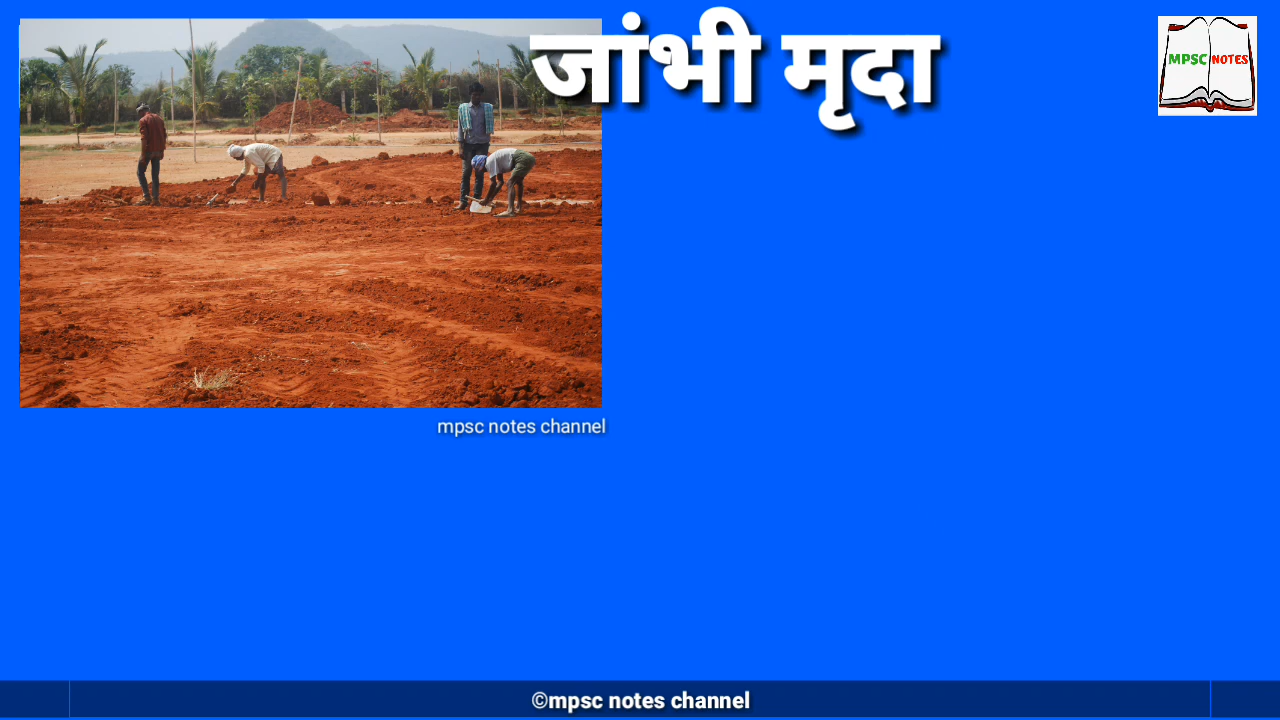 जांभी मृदा
MPSC NOTES
mpsc notes channel
©mpsc notes channel